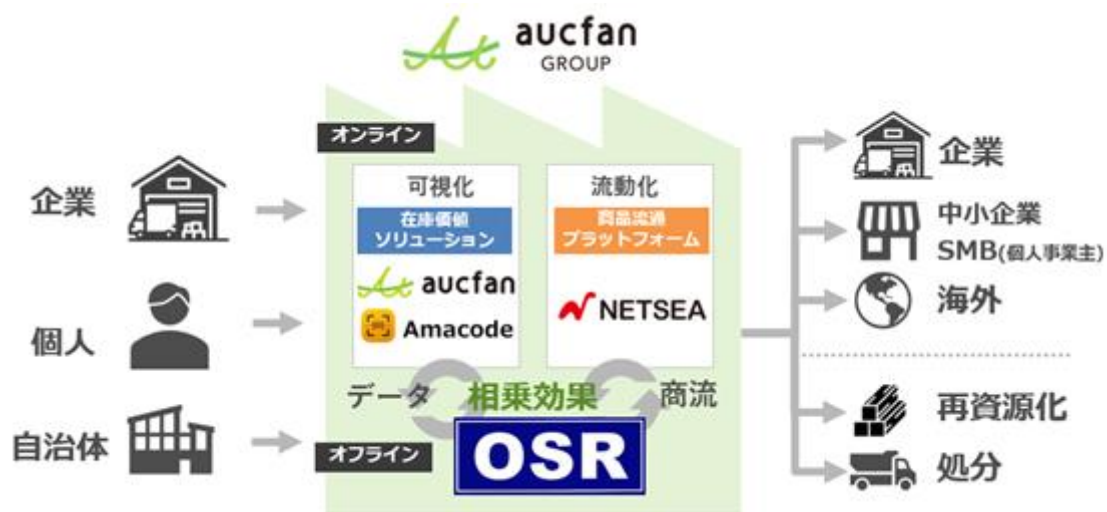 aucfan
GROUP
オンライン
企業
個人
自治体
可視化
在庫価値
ソリューション
aucfan
Amacode
流動化
商品流通
プラットフォーム
NETSEA
データ
相乗効果
商流
オフライン
OSR
企業
中小企業
SMB(個人事業主)
海外
再資源化
処分